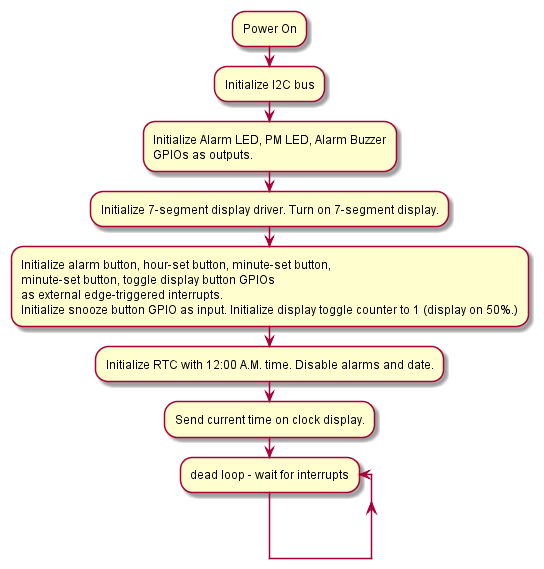 Power On
Initialize I2C bus
Initialize Alarm LED, PM LED, Alarm Buzzer
GPIOs as outputs.
Initialize 7-segment display driver. Turn on 7-segment display.
Initialize alarm button, hour-set button, minute-set button,
minute-set button, toggle display button GPIOs
as external edge-triggered interrupts.
Initialize snooze button GPIO as input. Initialize display toggle counter to 1 (display on 50%.)
Initialize RTC with 12:00 A.M. time. Disable alarms and date.
Send current time on clock display.
dead loop - wait for interrupts